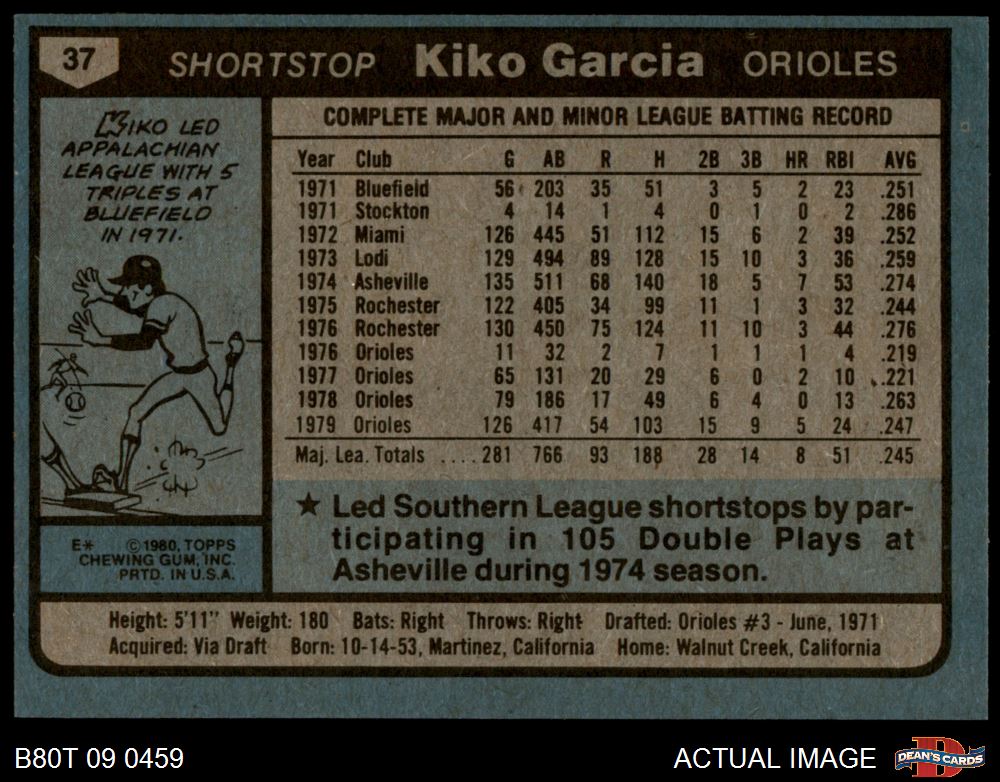 37 SHORTSTOP Kiko Garcia ORIOLES
KIKO LED
APPALACHIAN
LEAGUE WITH 5
TRIPLES AT
BLUEFIELD
IN 1971.
E* © 1980, TOPPS
CHEWING GUM, INC.
PRTD. IN U.S.A.
COMPLETE MAJOR AND MINOR LEAGUE BATTING RECORD
Year Club G AB R H 2B 3B HR RBI AVG
1971 Bluefield 56 203 35 51 3 5 2 23 .251
1971 Stockton 4 14 1 4 0 1 0 2 .286
1972 Miami 126 445 51 112 15 6 2 39 .252
1973 Lodi 129 494 89 128 15 10 3 36 .259
1974 Asheville 135 511 68 140 18 5 7 53 .274
1975 Rochester 122 405 34 99 11 1 3 32 .244
1976 Rochester 130 450 75 124 11 10 3 44 .276
1976 Orioles 11 32 2 7 1 1 1 4 .219
1977 Orioles 65 131 20 29 6 0 2 10 .221
1978 Orioles 79 186 17 49 6 4 0 13 .263
1979 Orioles 126 417 54 103 15 9 5 24 .247
Maj. Lea. Totals ....281 766 93 188 28 14 8 51 .245
★ Led Southern League shortstops by par-
ticipating in 105 Double Plays at
Asheville during 1974 season.
Height: 5'11" Weight: 180 Bats: Right Throws: Right Drafted: Orioles #3 - June, 1971
Acquired: Via Draft Born: 10-14-53, Martinez, California Home: Walnut Creek, California
B80T 09 0459 ACTUAL IMAGE
D
DEAN'S CARDS